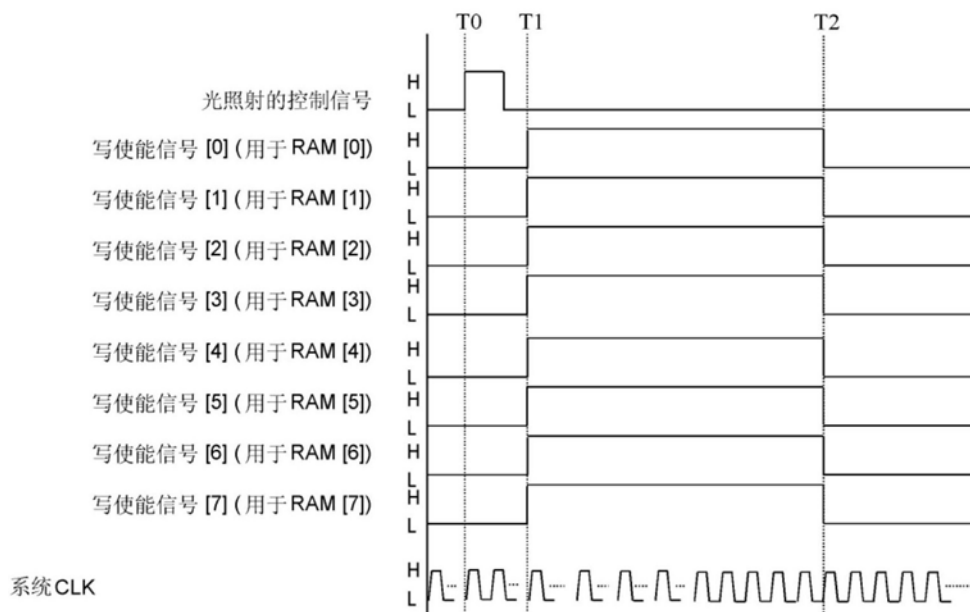 T0 T1 T2
光照射的控制信号 H L
写使能信号 [0] (用于 RAM [0]) H L
写使能信号 [1] (用于 RAM [1]) H L
写使能信号 [2] (用于 RAM [2]) H L
写使能信号 [3] (用于 RAM [3]) H L
写使能信号 [4] (用于 RAM [4]) H L
写使能信号 [5] (用于 RAM [5]) H L
写使能信号 [6] (用于 RAM [6]) H L
写使能信号 [7] (用于 RAM [7]) H L
系统CLK H L